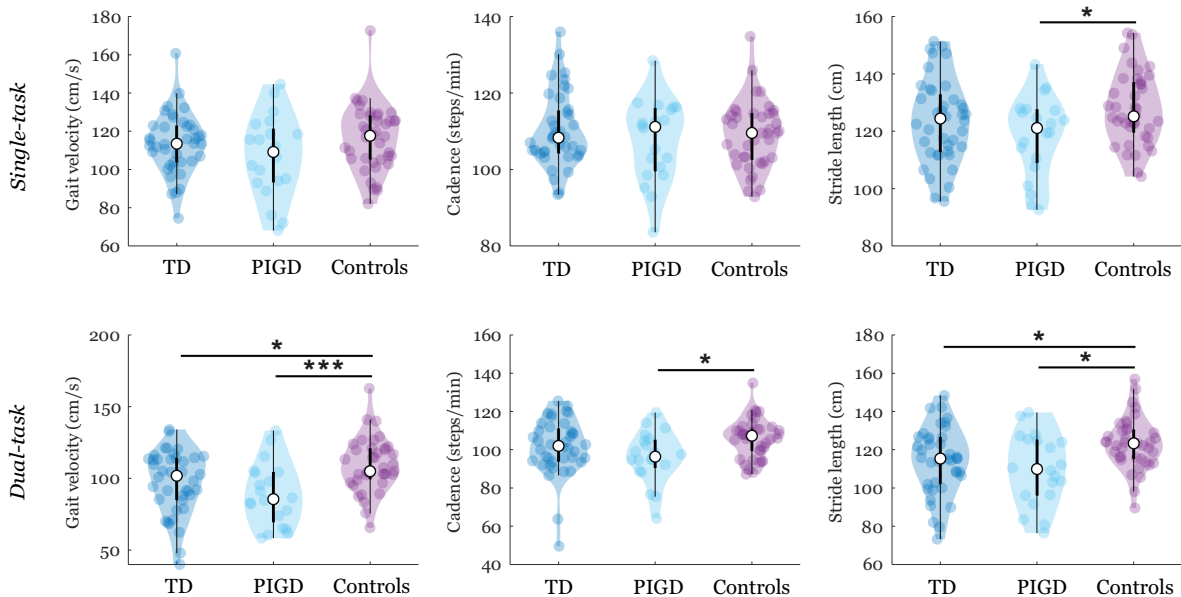 Single-task
Gait velocity (cm/s)
180
160
140
120
100
80
60
TD
PIGD
Controls
Cadence (steps/min)
140
120
100
80
TD
PIGD
Controls
Stride length (cm)
160
140
120
100
80
*
TD
PIGD
Controls
Dual-task
Gait velocity (cm/s)
200
150
100
50
*
***
TD
PIGD
Controls
Cadence (steps/min)
160
140
120
100
80
60
40
*
TD
PIGD
Controls
Stride length (cm)
180
160
140
120
100
80
60
*
*
TD
PIGD
Controls